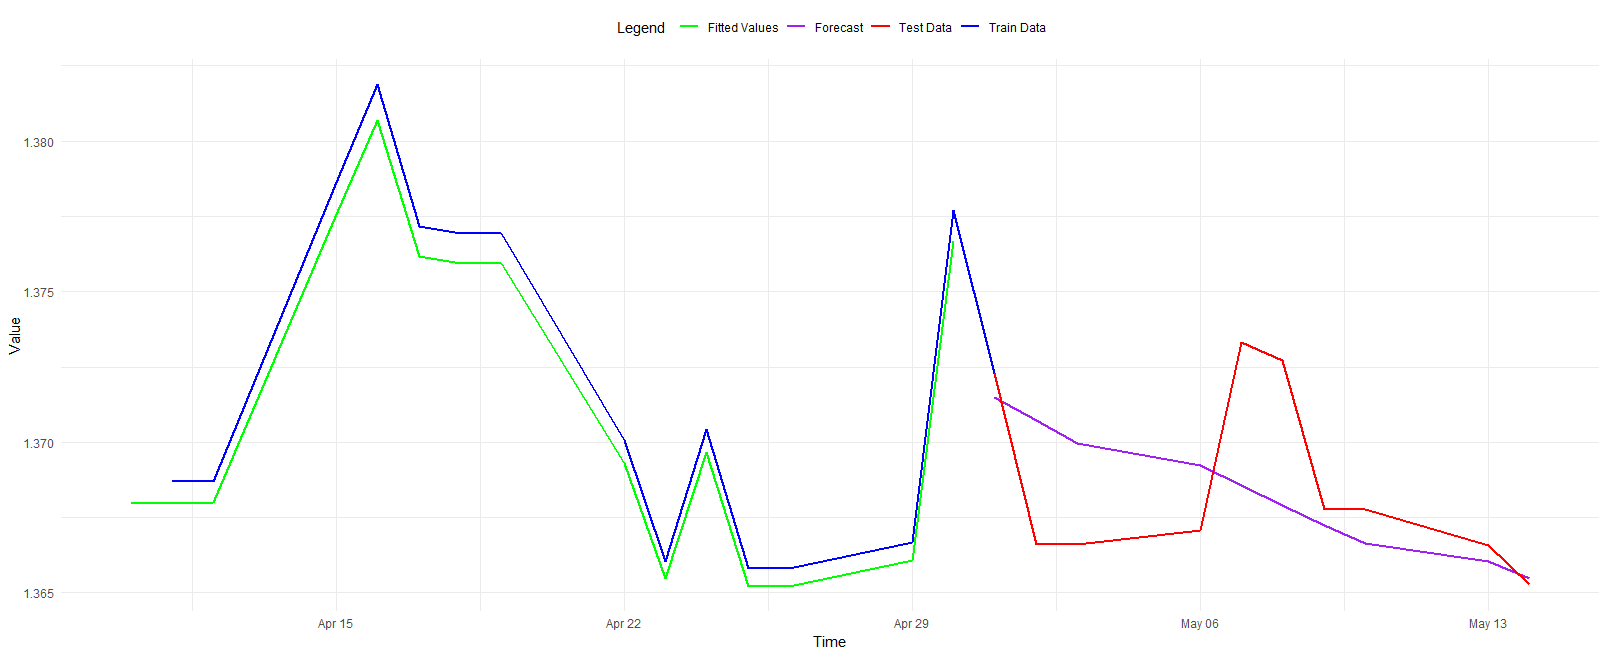 Legend Fitted Values Forecast Test Data Train Data
1.380
1.375
1.370
1.365
Value
Apr 15 Apr 22 Apr 29 May 06 May 13
Time